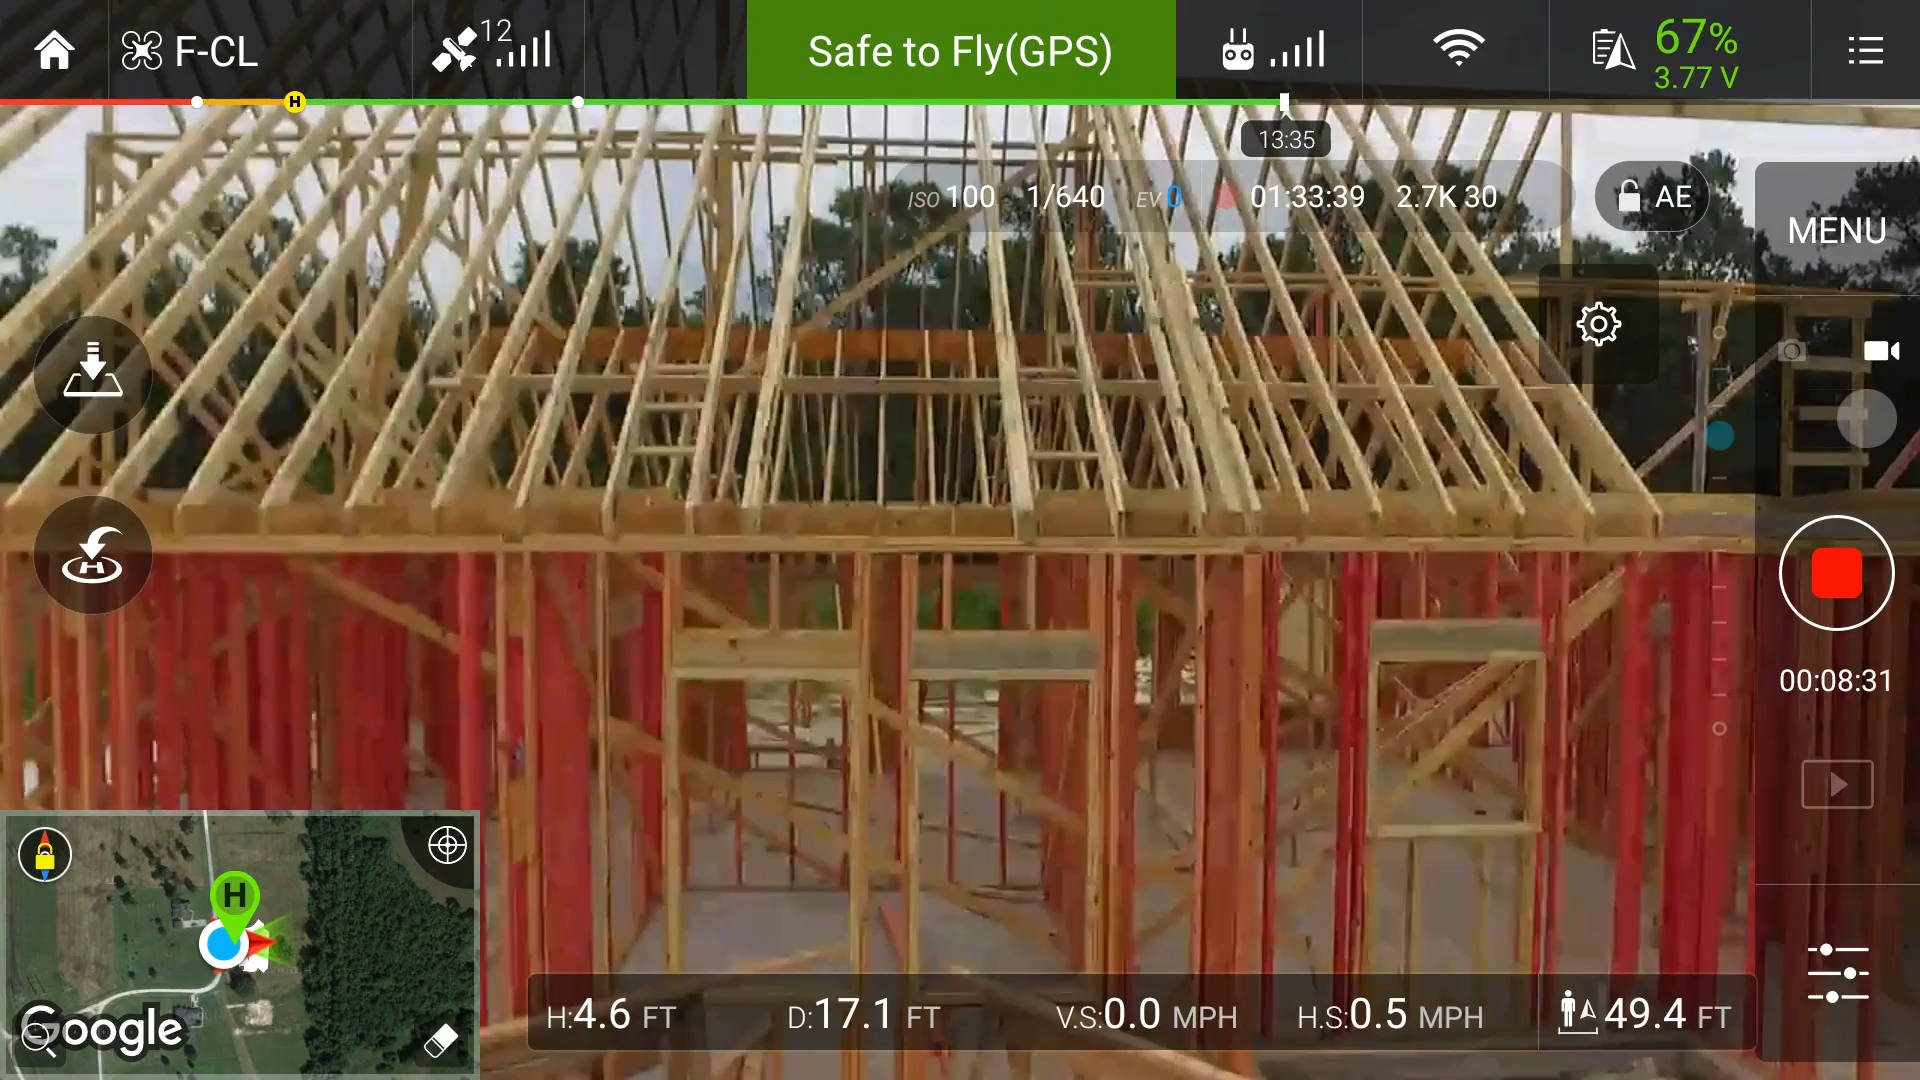 F-CL
12
Safe to Fly(GPS)
67%
3.77 V
H
13:35
ISO 100 1/640 EV 0 01:33:39 2.7K 30
AE
MENU
H
00:08:31
H
Google
H:4.6 FT D:17.1 FT V.S:0.0 MPH H.S:0.5 MPH 49.4 FT